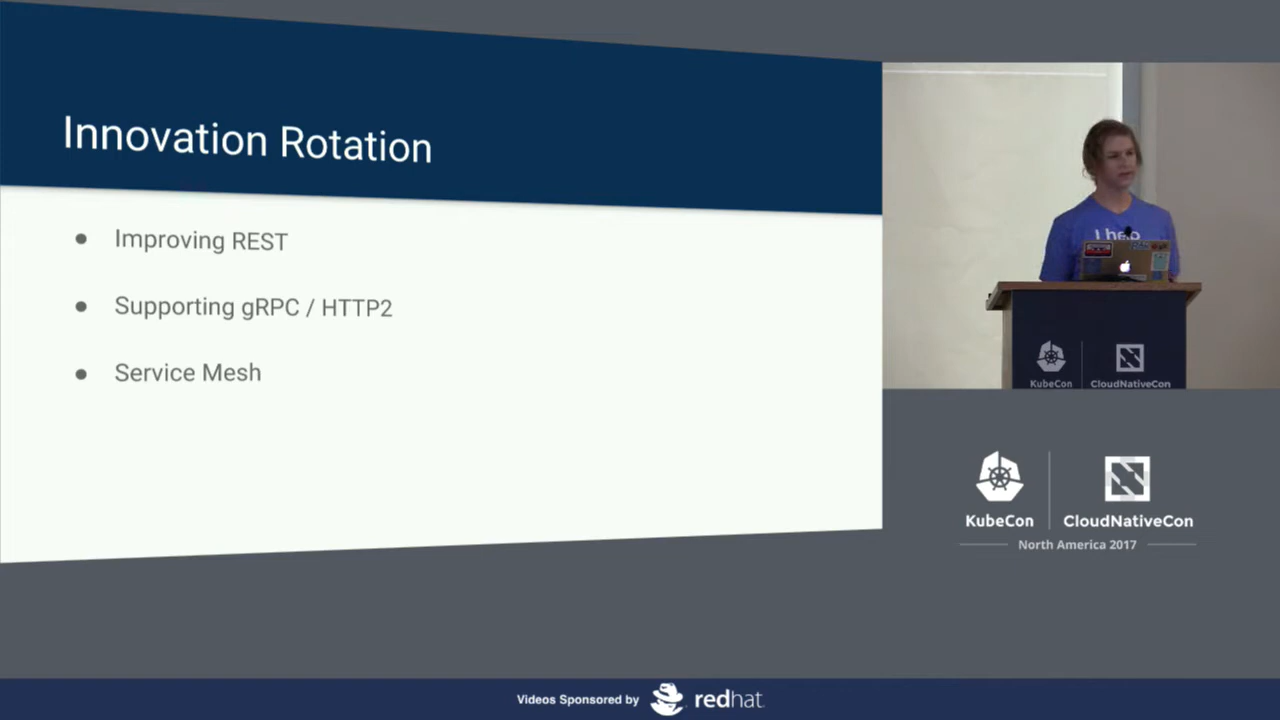 Innovation Rotation
Improving REST
Supporting gRPC / HTTP2
Service Mesh
I help
KubeCon
CloudNativeCon
KubeCon
CloudNativeCon
North America 2017
Videos Sponsored by redhat.